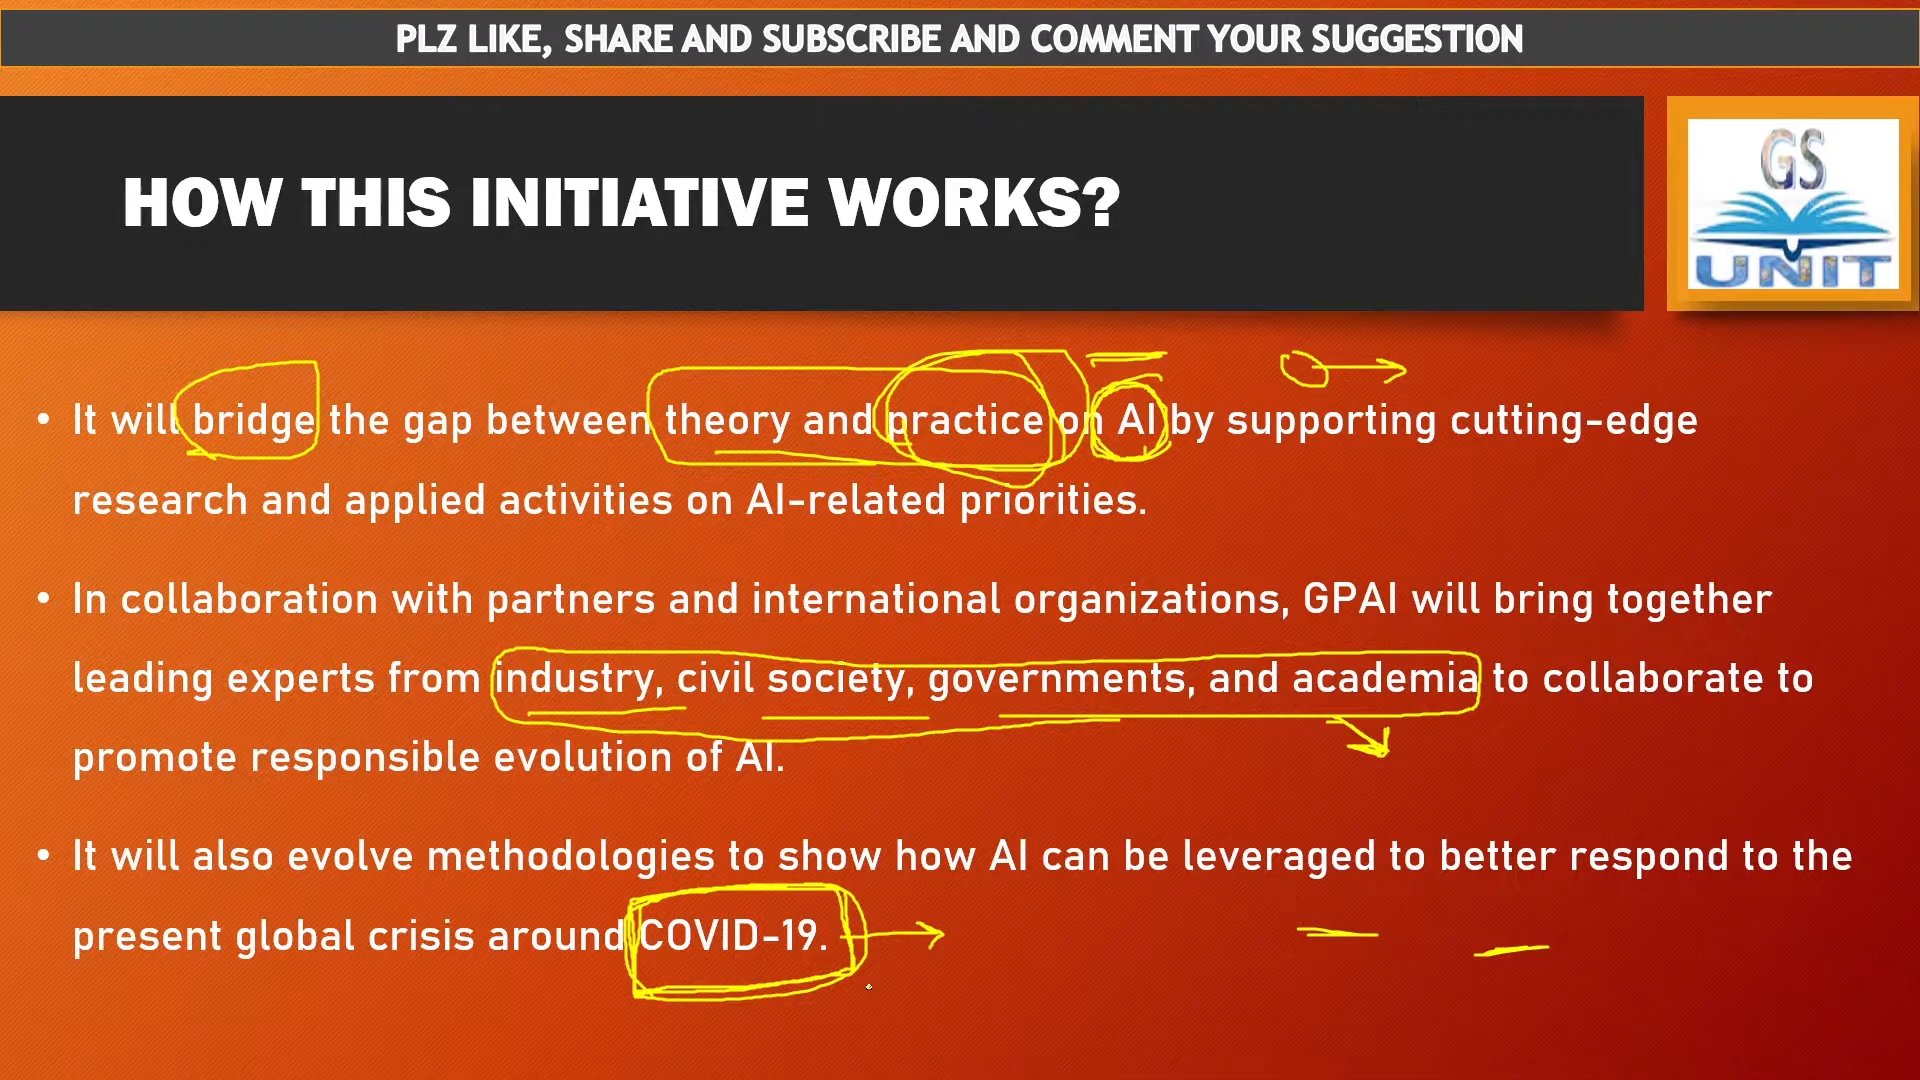 PLZ LIKE, SHARE AND SUBSCRIBE AND COMMENT YOUR SUGGESTION
HOW THIS INITIATIVE WORKS?
GS
UNIT
• It will bridge the gap between theory and practice on AI by supporting cutting-edge
research and applied activities on AI-related priorities.
• In collaboration with partners and international organizations, GPAI will bring together
leading experts from industry, civil society, governments, and academia to collaborate to
promote responsible evolution of AI.
• It will also evolve methodologies to show how AI can be leveraged to better respond to the
present global crisis around COVID-19.